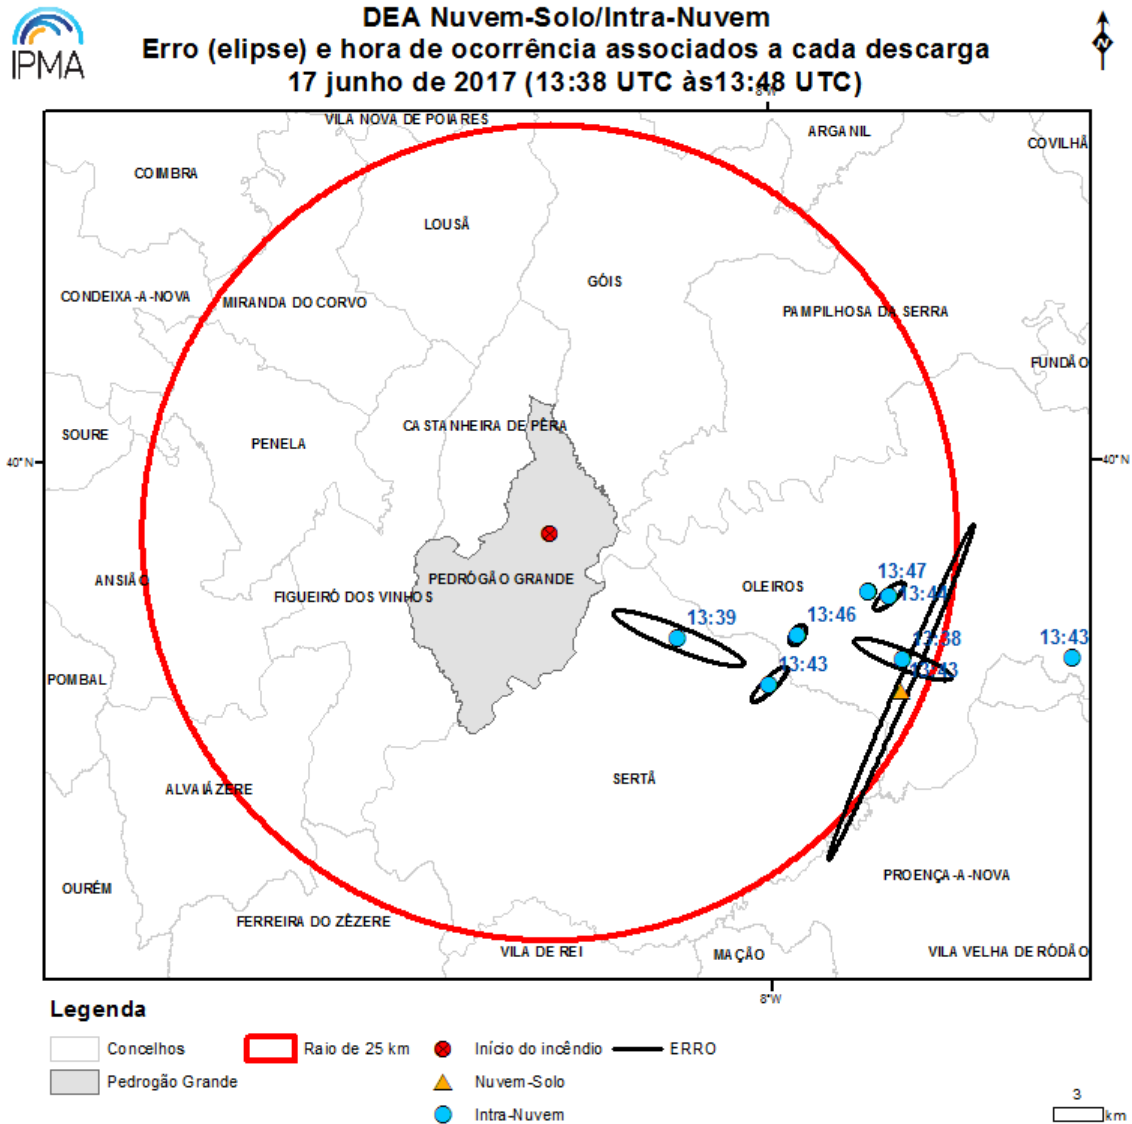 IPMA
DEA Nuvem-Solo/Intra-Nuvem
Erro (elipse) e hora de ocorrência associados a cada descarga
17 junho de 2017 (13:38 UTC às13:48 UTC)
N
8°W
VILA NOVA DE POIARES
ARGANIL
COVILHÃ
COIMBRA
LOUSÃ
GÓIS
CONDEIXA-A-NOVA
MIRANDA DO CORVO
PAMPILHOSA DA SERRA
FUNDÃO
CASTANHEIRA DE PÊRA
SOURE
PENELA
40°N
40°N
13:47
ANSIÃO
PEDRÓGÃO GRANDE
OLEIROS
FIGUEIRÓ DOS VINHOS
13:44
13:39
13:46
13:38
13:43
13:43
13:43
POMBAL
SERTÃ
ALVAIÁZERE
PROENÇA-A-NOVA
OURÉM
FERREIRA DO ZÊZERE
VILA DE REI
MAÇÃO
VILA VELHA DE RÓDÃO
8°W
Legenda
Concelhos
Raio de 25 km
Início do incêndio
ERRO
Pedrogão Grande
Nuvem-Solo
Intra-Nuvem
3
km